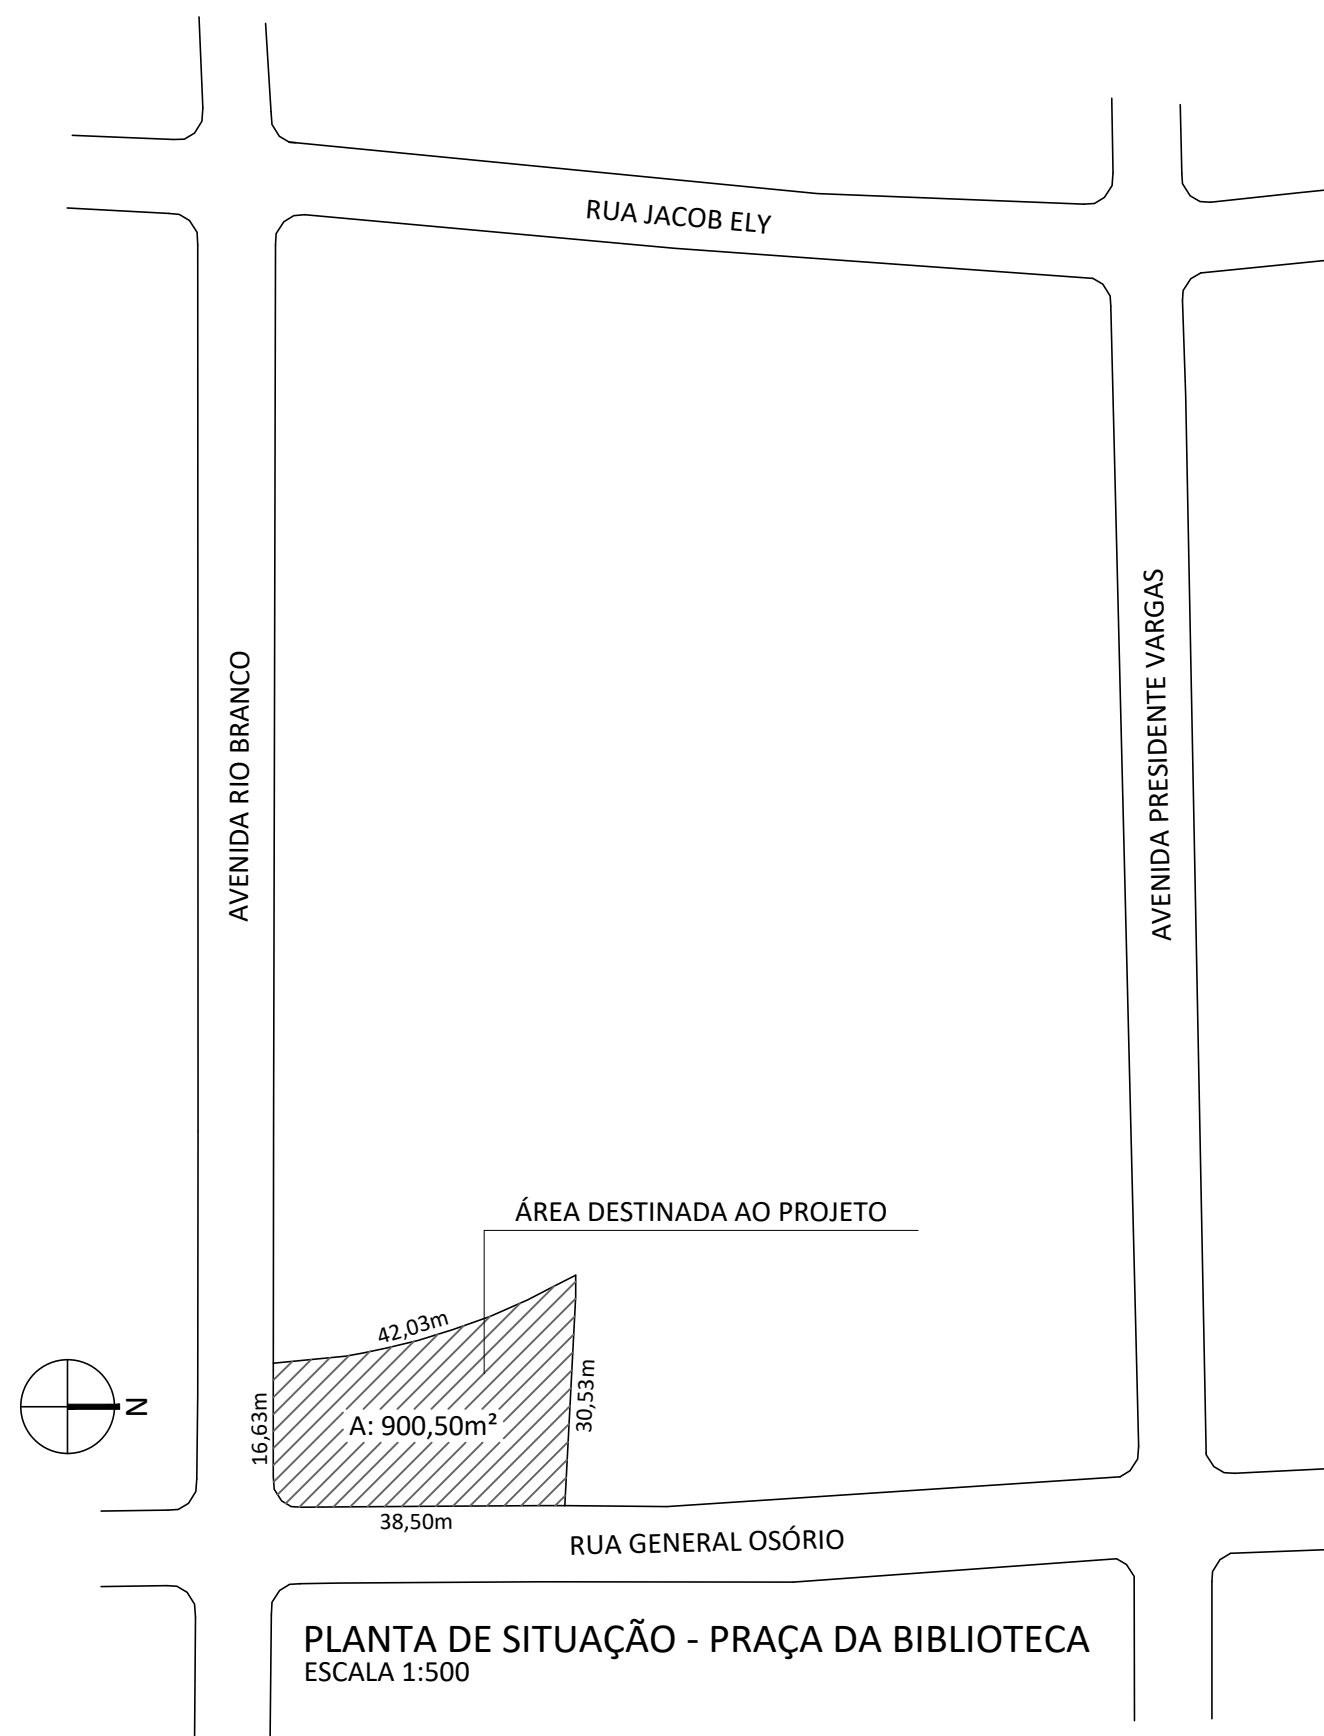 RUA JACOB ELY
AVENIDA RIO BRANCO
AVENIDA PRESIDENTE VARGAS
ÁREA DESTINADA AO PROJETO
42,03m
16,63m
A: 900,50m²
30,53m
N
38,50m
RUA GENERAL OSÓRIO
PLANTA DE SITUAÇÃO - PRAÇA DA BIBLIOTECA
ESCALA 1:500